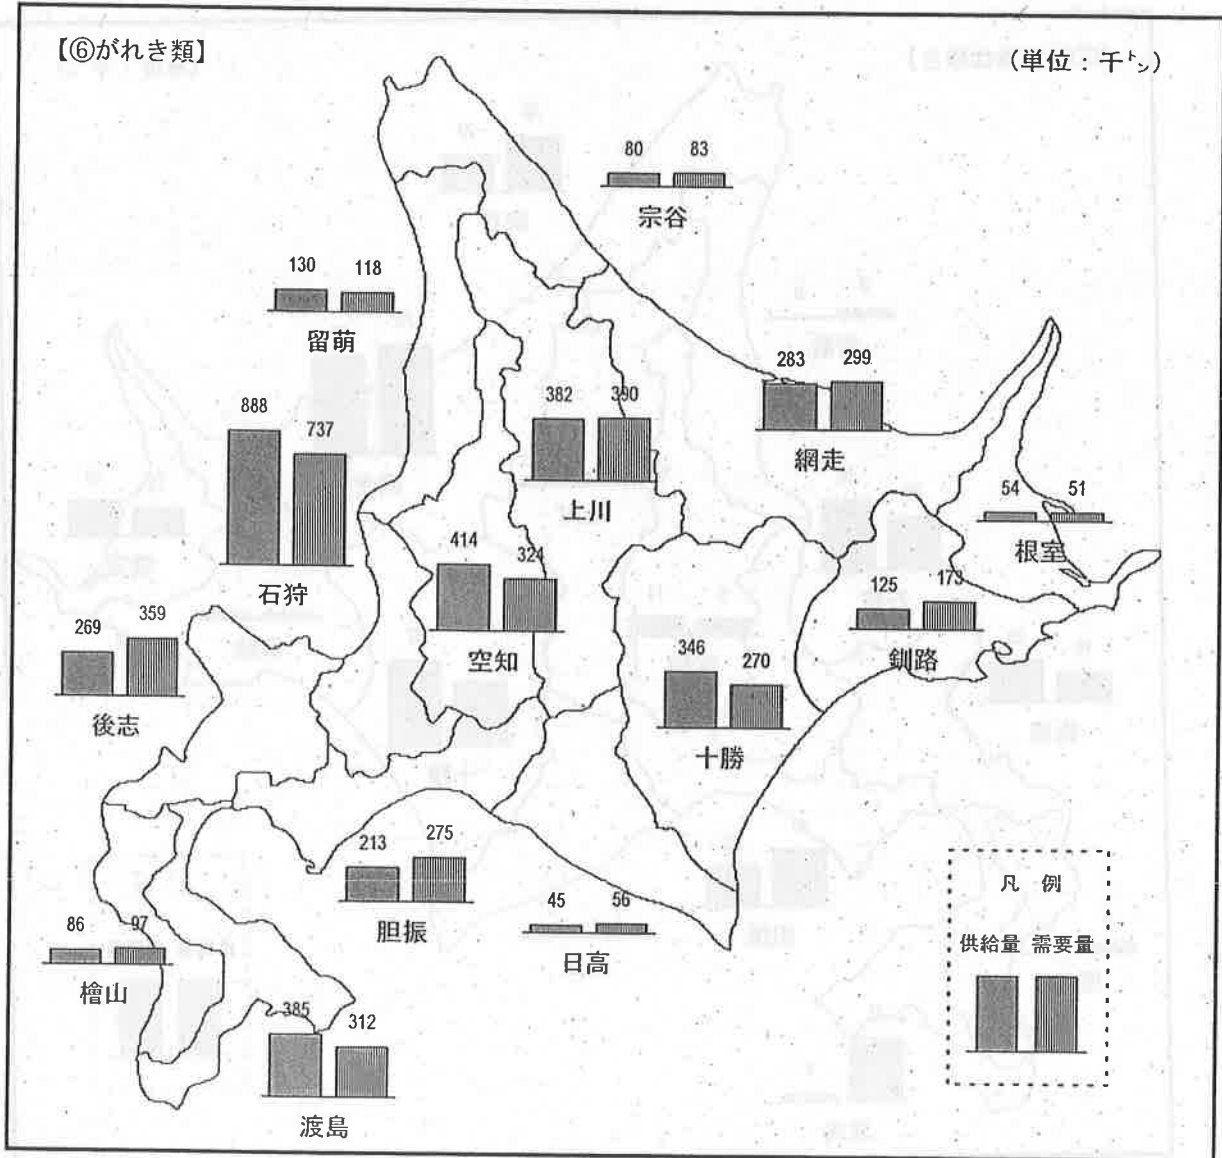 【⑥がれき類】
(単位：千㌧)
80 83
宗谷
130 118
留萌
283 299
網走
382 390
上川
888 737
石狩
54 51
根室
414 324
空知
125 173
釧路
269 359
後志
346 270
十勝
213 275
胆振
45 56
日高
86 97
檜山
385 312
渡島
凡 例
供給量 需要量